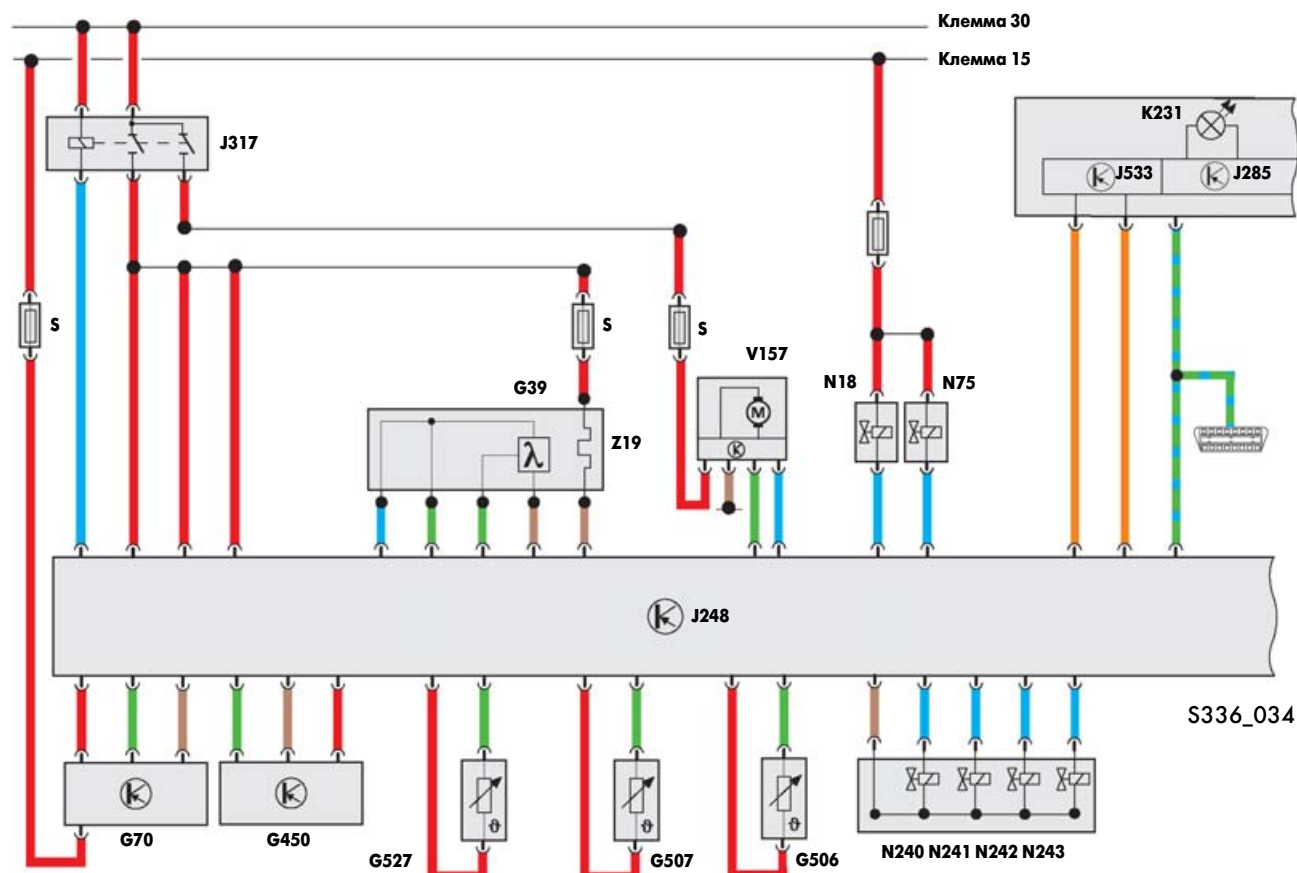 Клемма 30
Клемма 15
K231
J317
J533
J285
S
S
S
V157
G39
N18
N75
Z19
λ
M
J248
S336_034
ϑ
ϑ
ϑ
G70
G450
G527
G507
G506
N240 N241 N242 N243